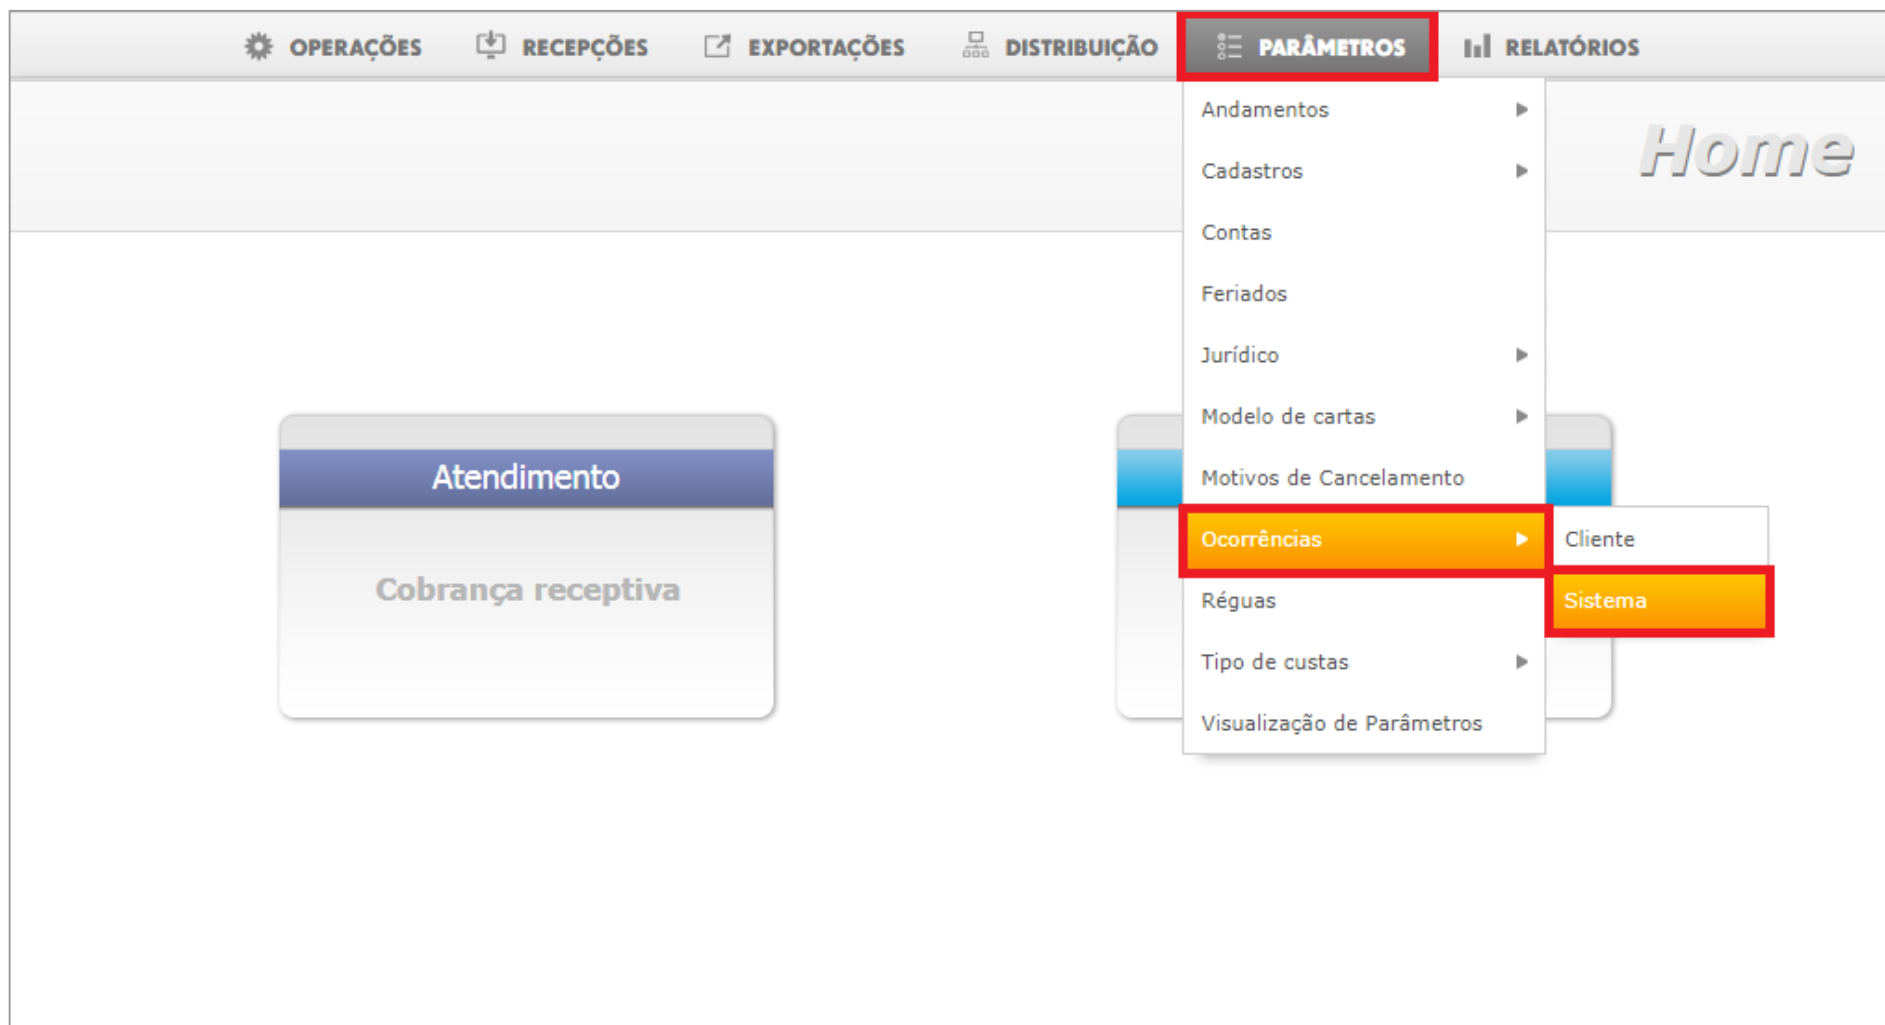 OPERAÇÕES RECEPÇÕES EXPORTAÇÕES DISTRIBUIÇÃO PARÂMETROS RELATÓRIOS
Home
Andamentos
Cadastros
Contas
Feriados
Jurídico
Modelo de cartas
Motivos de Cancelamento
Ocorrências
Réguas
Tipo de custas
Visualização de Parâmetros
Cliente
Sistema
Atendimento
Cobrança receptiva